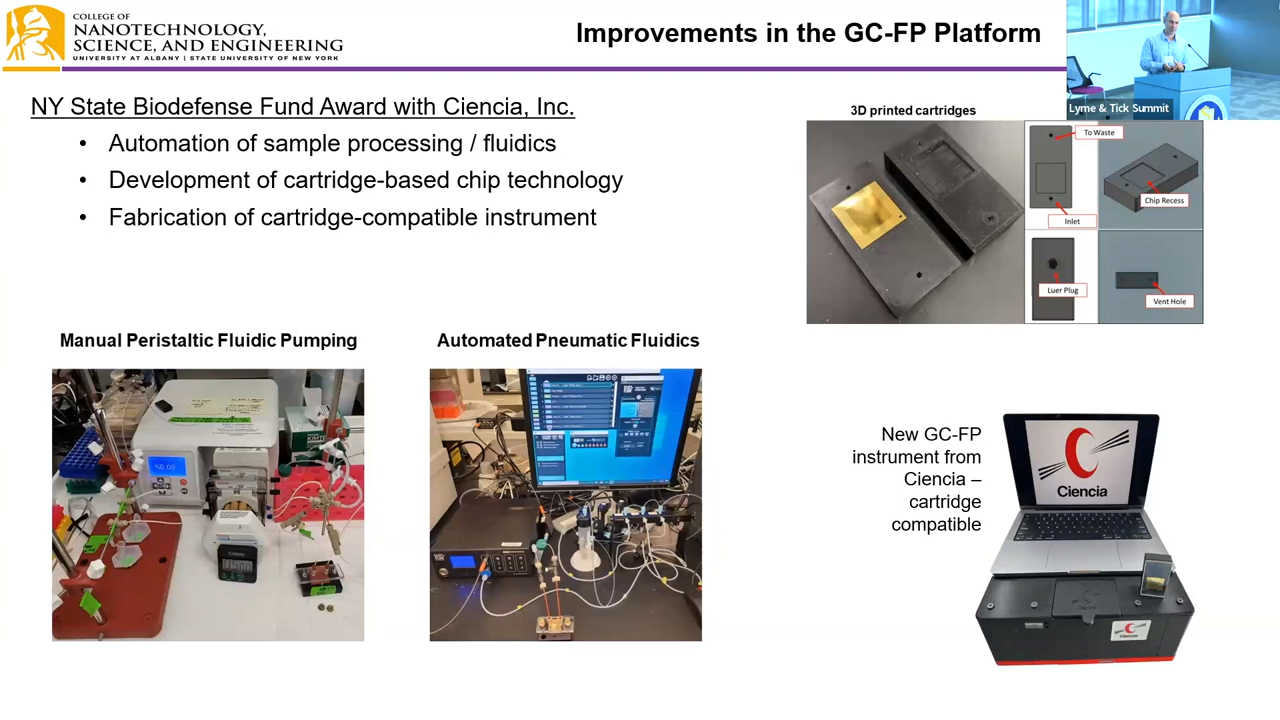 COLLEGE OF
NANOTECHNOLOGY,
SCIENCE, AND ENGINEERING
UNIVERSITY AT ALBANY | STATE UNIVERSITY OF NEW YORK
Improvements in the GC-FP Platform
Lyme & Tick Summit
NY State Biodefense Fund Award with Ciencia, Inc.
• Automation of sample processing / fluidics
• Development of cartridge-based chip technology
• Fabrication of cartridge-compatible instrument
3D printed cartridges
To Waste
Inlet
Chip Recess
Luer Plug
Vent Hole
Manual Peristaltic Fluidic Pumping
Automated Pneumatic Fluidics
New GC-FP
instrument from
Ciencia –
cartridge
compatible
Ciencia
Ciencia